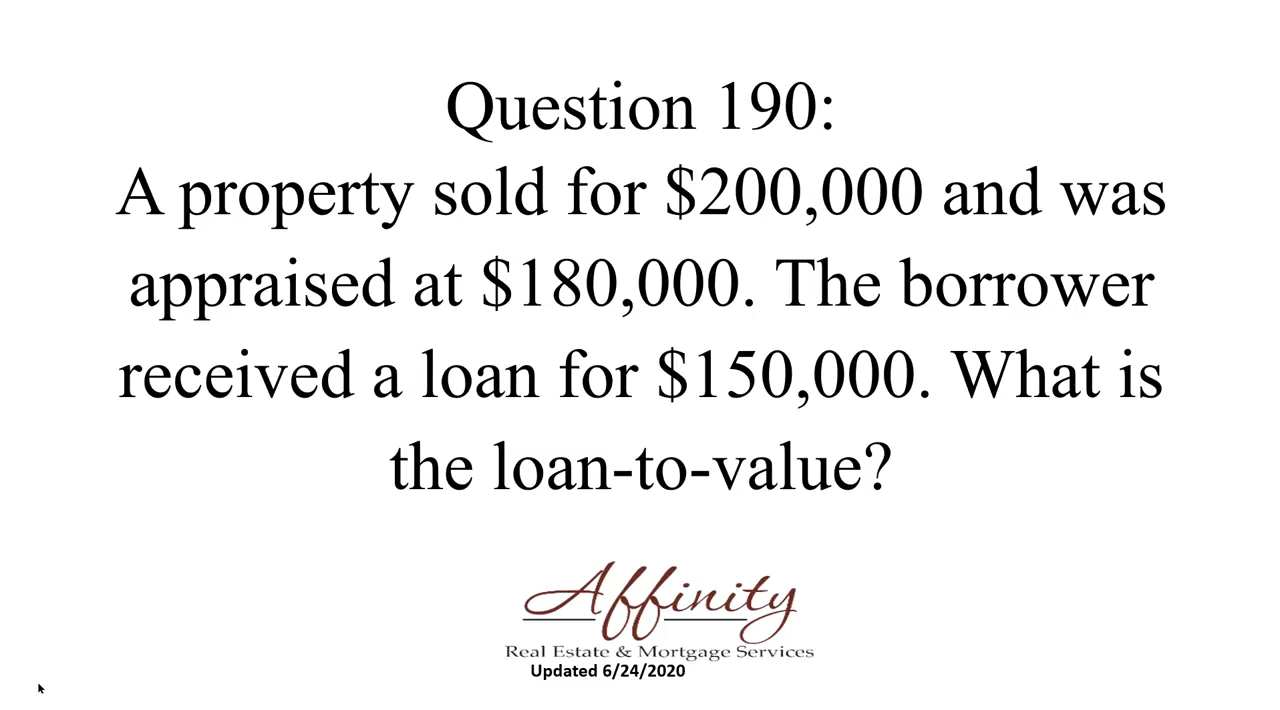 Question 190:
A property sold for $200,000 and was
appraised at $180,000. The borrower
received a loan for $150,000. What is
the loan-to-value?
Affinity
Real Estate & Mortgage Services
Updated 6/24/2020